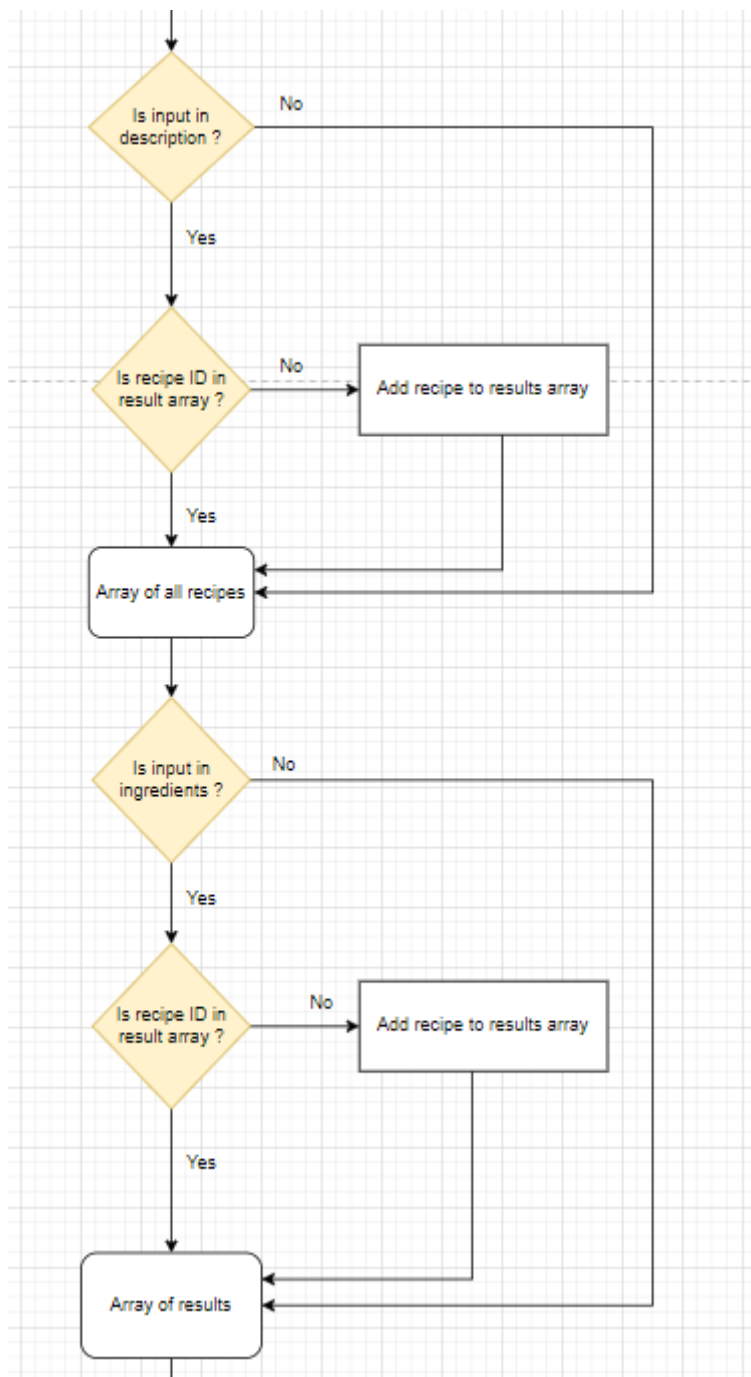 No
Is input in
description ?
Yes
No
Is recipe ID in
result array ?
Add recipe to results array
Yes
Array of all recipes
No
Is input in
ingredients ?
Yes
No
Is recipe ID in
result array ?
Add recipe to results array
Yes
Array of results